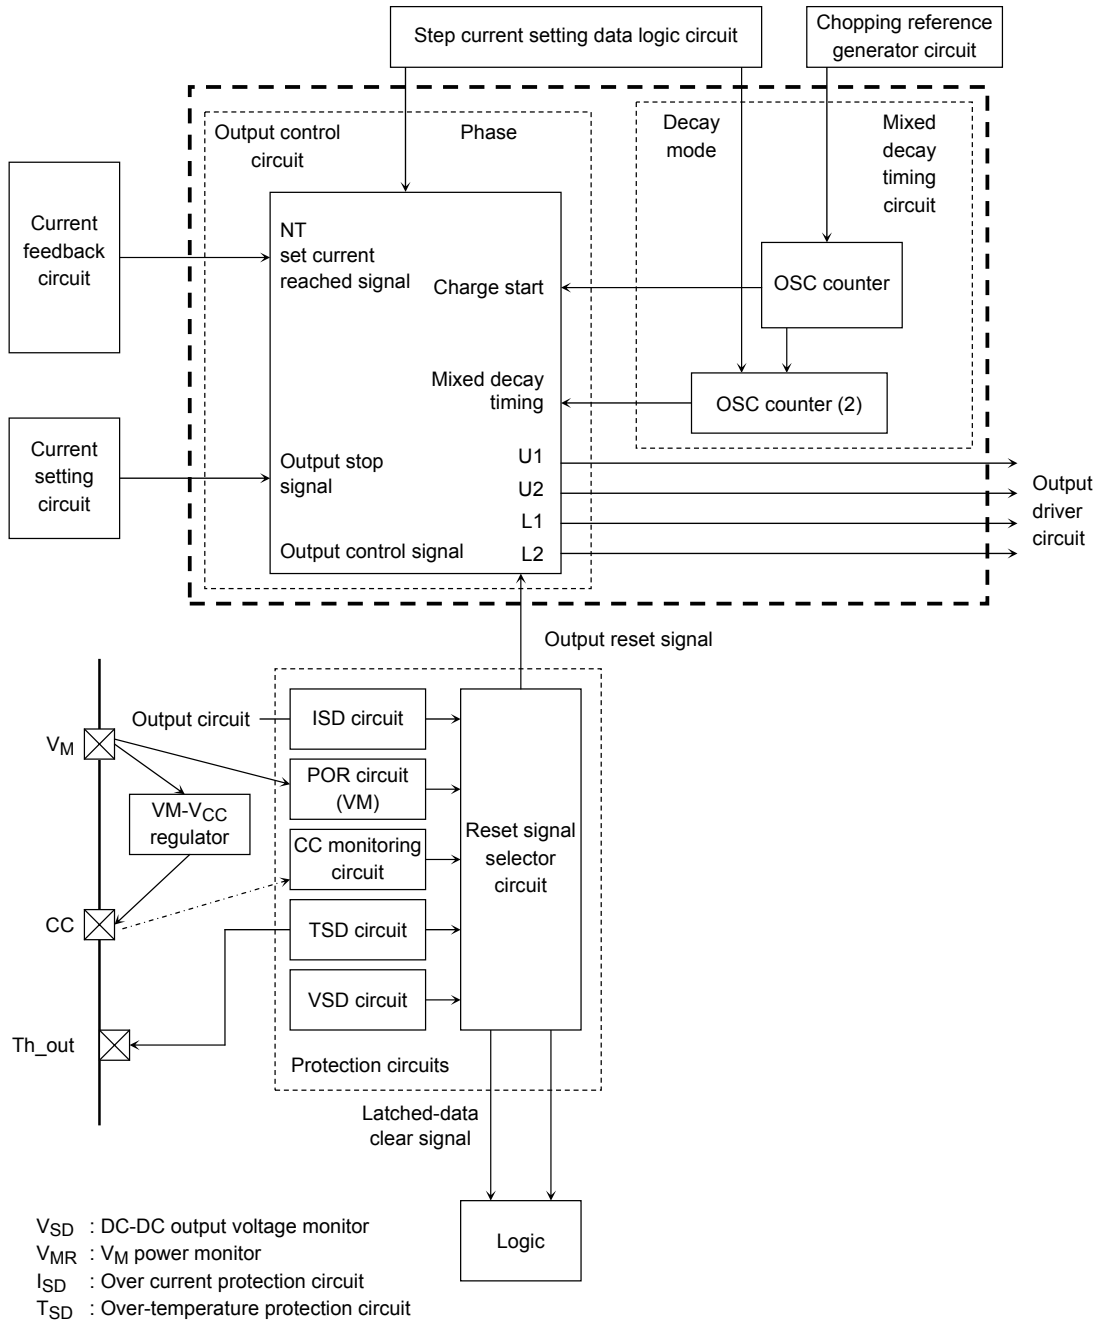 Step current setting data logic circuit
Chopping reference
generator circuit
Output control
circuit
Phase
Decay
mode
Mixed
decay
timing
circuit
Current
feedback
circuit
NT
set current
reached signal
Charge start
OSC counter
Mixed decay
timing
OSC counter (2)
Current
setting
circuit
Output stop
signal
U1
U2
L1
L2
Output
driver
circuit
Output control signal
Output reset signal
Output circuit
ISD circuit
VM
POR circuit
(VM)
VM-VCC
regulator
CC monitoring
circuit
Reset signal
selector
circuit
CC
TSD circuit
VSD circuit
Th_out
Protection circuits
Latched-data
clear signal
Logic
VSD : DC-DC output voltage monitor
VMR : VM power monitor
ISD : Over current protection circuit
TSD : Over-temperature protection circuit